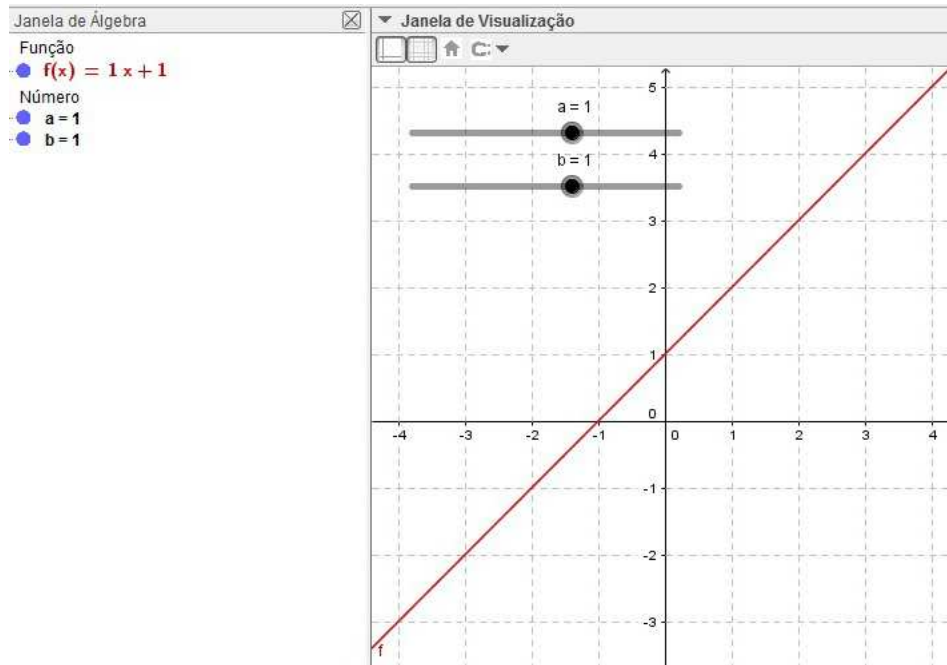 Janela de Álgebra
Função
f(x) = 1 x + 1
Número
a = 1
b = 1
Janela de Visualização
a = 1
b = 1
5
4
3
2
1
0
-4 -3 -2 -1 0 1 2 3 4
-1
-2
-3
f